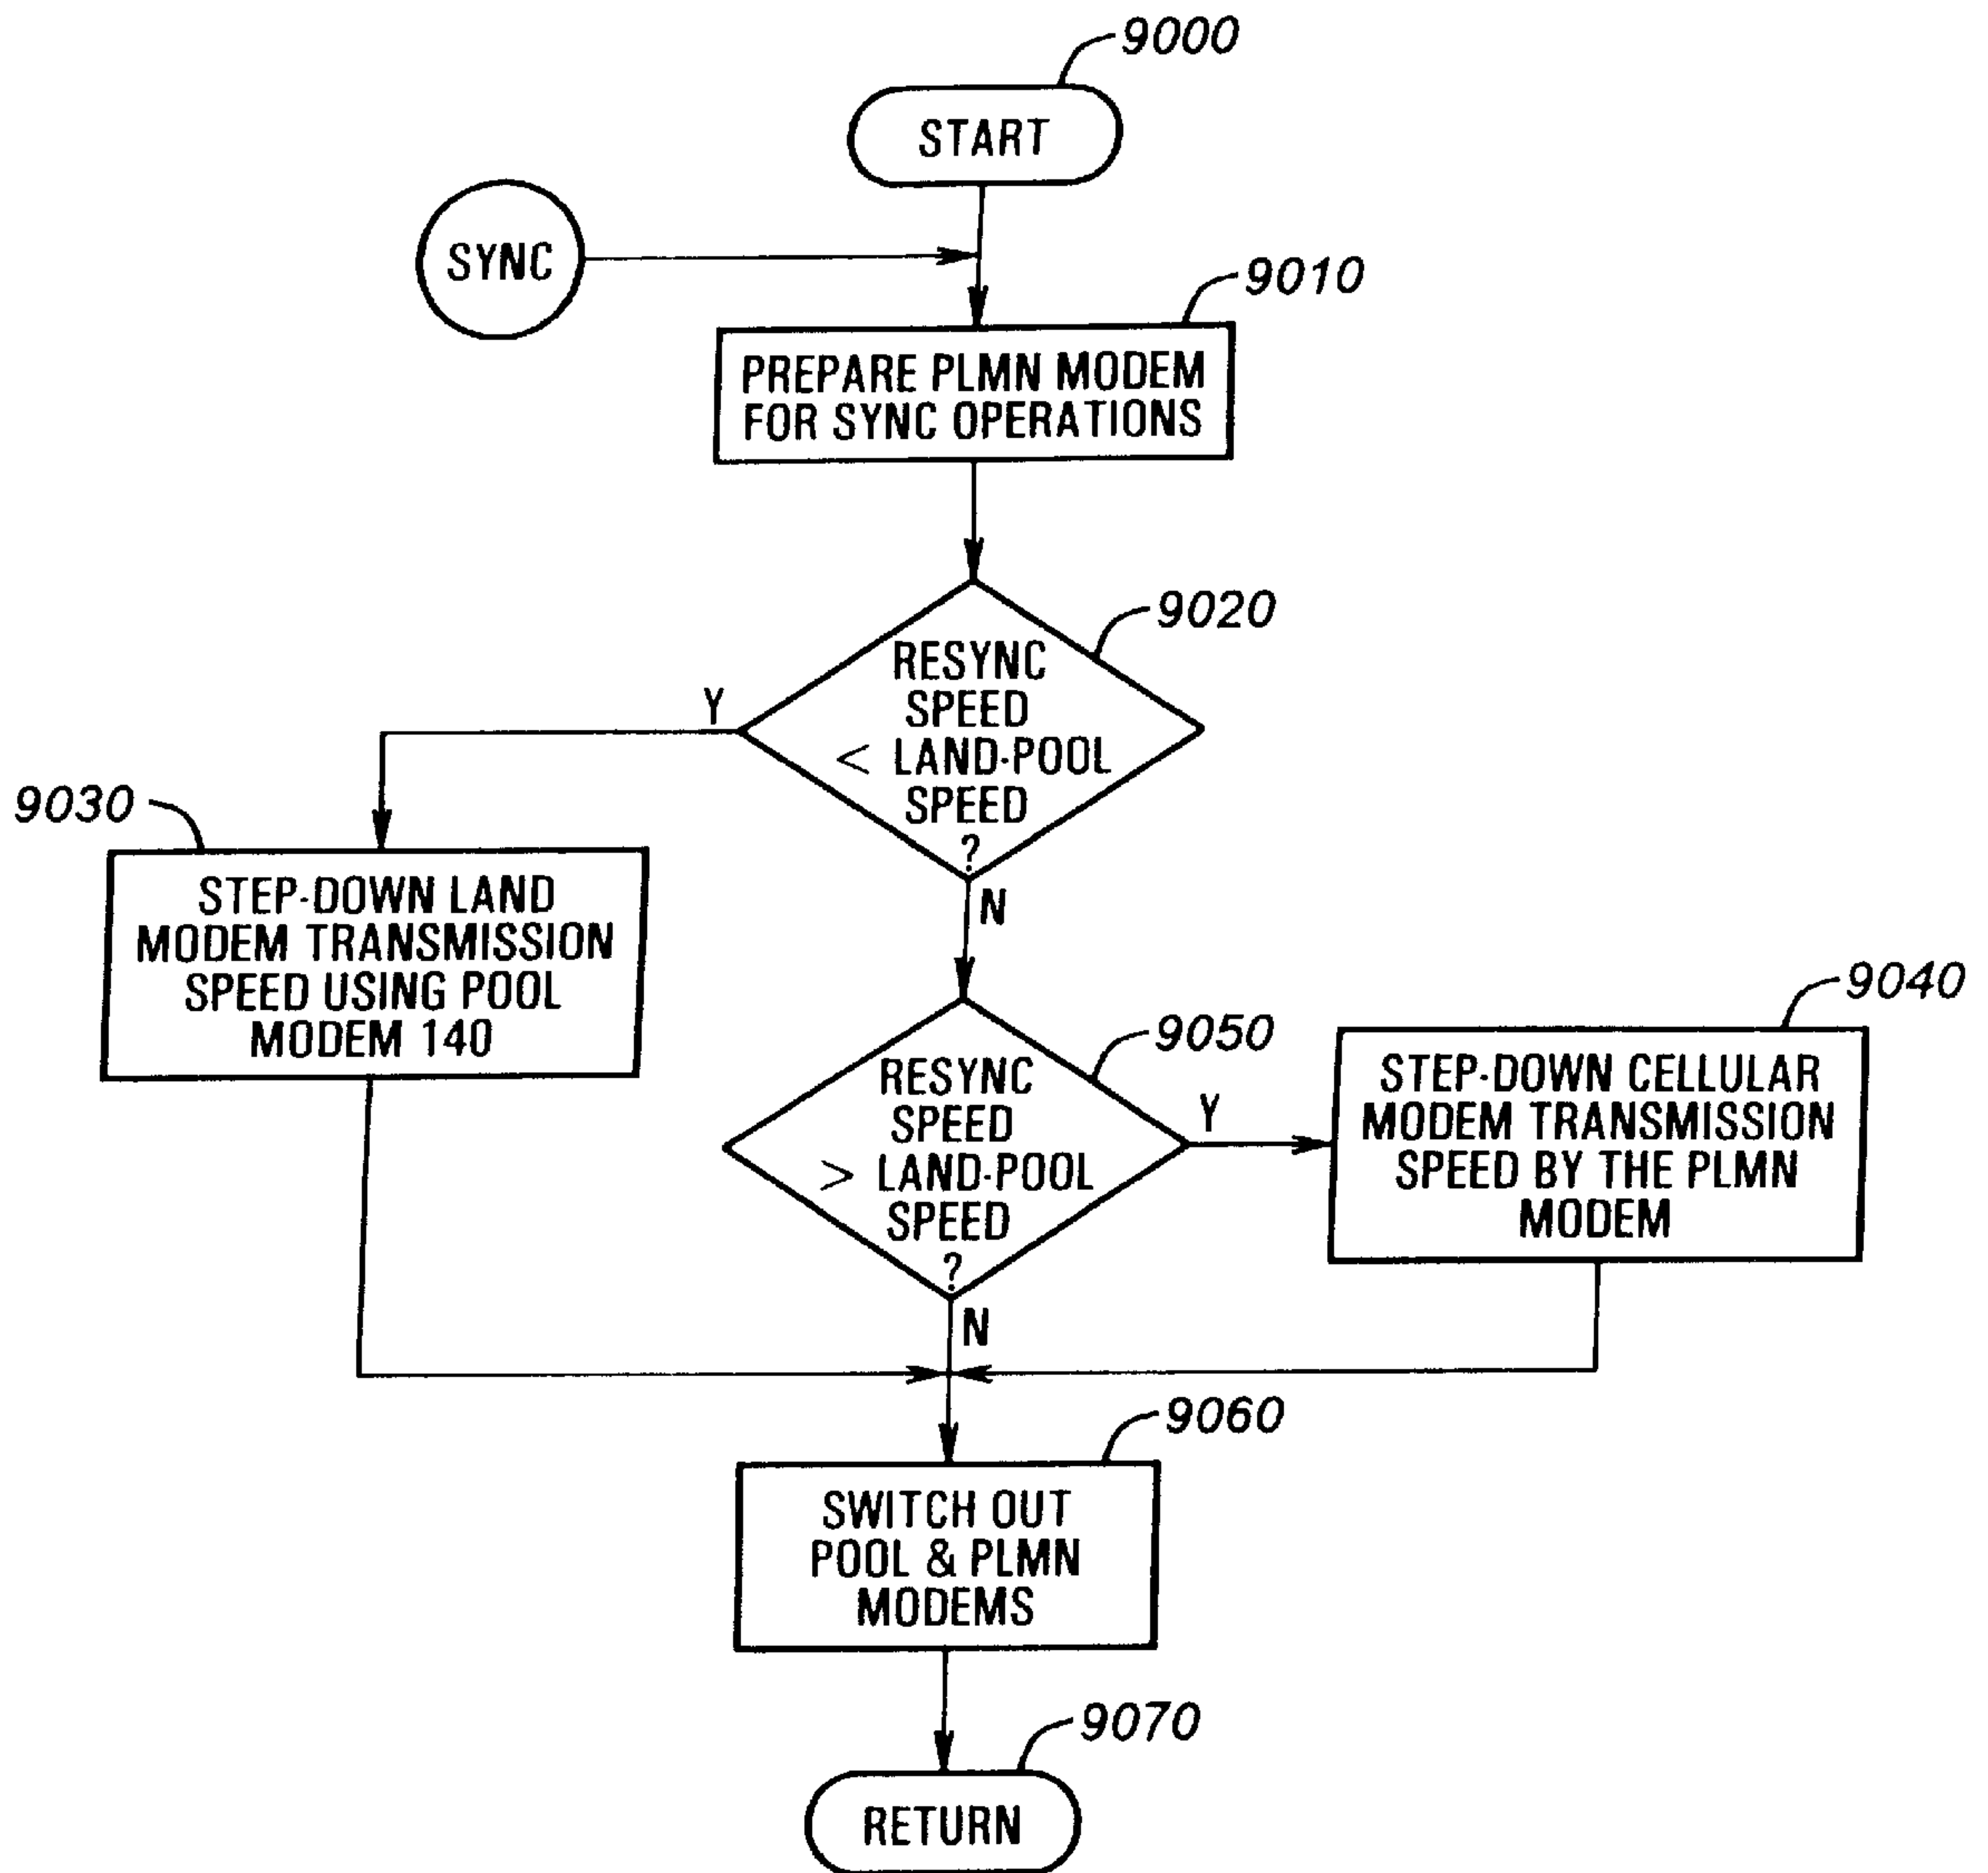 9000
START
SYNC
9010
PREPARE PLMN MODEM
FOR SYNC OPERATIONS
9020
RESYNC
SPEED
< LAND-POOL
SPEED
?
Y
N
9030
STEP-DOWN LAND
MODEM TRANSMISSION
SPEED USING POOL
MODEM 140
9050
RESYNC
SPEED
> LAND-POOL
SPEED
?
Y
N
9040
STEP-DOWN CELLULAR
MODEM TRANSMISSION
SPEED BY THE PLMN
MODEM
9060
SWITCH OUT
POOL & PLMN
MODEMS
9070
RETURN